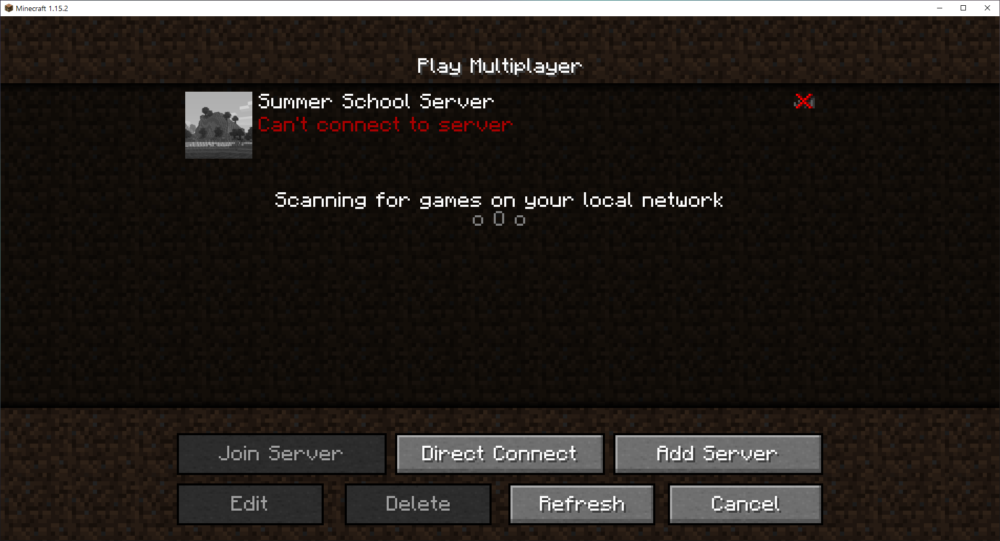 Minecraft 1.15.2
Play Multiplayer
Summer School Server
Can't connect to server
Scanning for games on your local network
o O o
Join Server
Direct Connect
Add Server
Edit
Delete
Refresh
Cancel